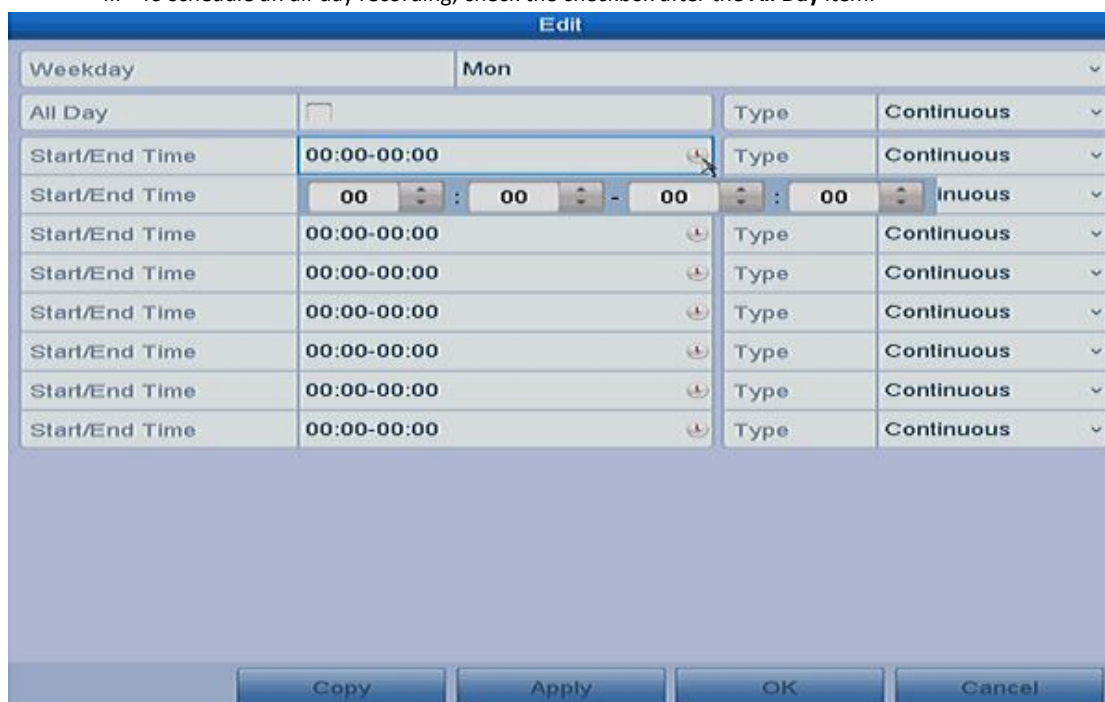 Edit
Weekday Mon
All Day Type Continuous
Start/End Time 00:00-00:00 Type Continuous
Start/End Time 00 : 00 - 00 : 00 inuous
Start/End Time 00:00-00:00 Type Continuous
Start/End Time 00:00-00:00 Type Continuous
Start/End Time 00:00-00:00 Type Continuous
Start/End Time 00:00-00:00 Type Continuous
Start/End Time 00:00-00:00 Type Continuous
Start/End Time 00:00-00:00 Type Continuous
Copy Apply OK Cancel